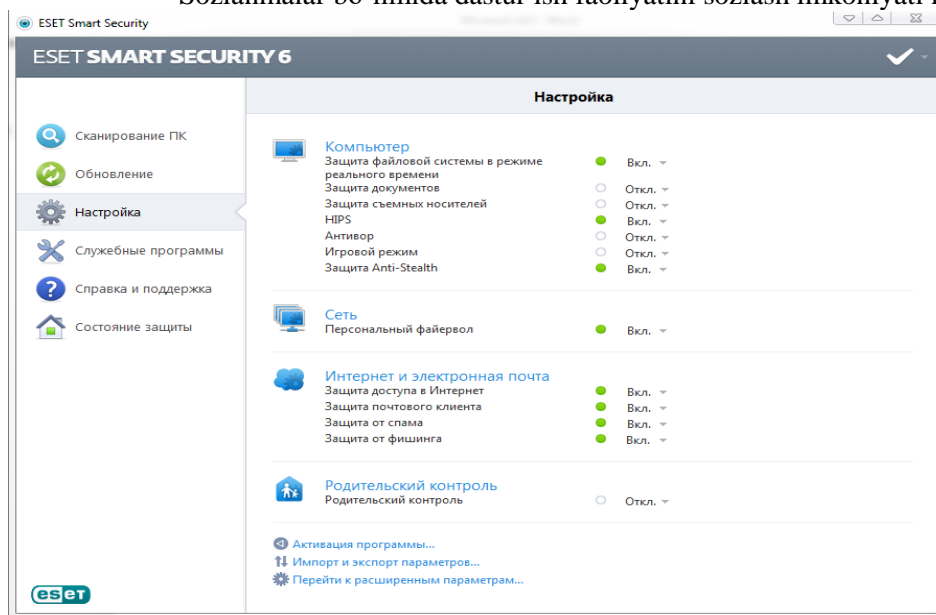 ESET Smart Security
ESET SMART SECURITY 6
Настройка
Сканирование ПК
Обновление
Настройка
Служебные программы
Справка и поддержка
Состояние защиты
Компьютер
Защита файловой системы в режиме
реального времени
Вкл.
Защита документов
Откл.
Защита съемных носителей
Откл.
HIPS
Вкл.
Антивор
Откл.
Игровой режим
Откл.
Защита Anti-Stealth
Вкл.
Сеть
Персональный файервол
Вкл.
Интернет и электронная почта
Защита доступа в Интернет
Вкл.
Защита почтового клиента
Вкл.
Защита от спама
Вкл.
Защита от фишинга
Вкл.
Родительский контроль
Родительский контроль
Откл.
Активация программы...
Импорт и экспорт параметров...
Перейти к расширенным параметрам...
eset